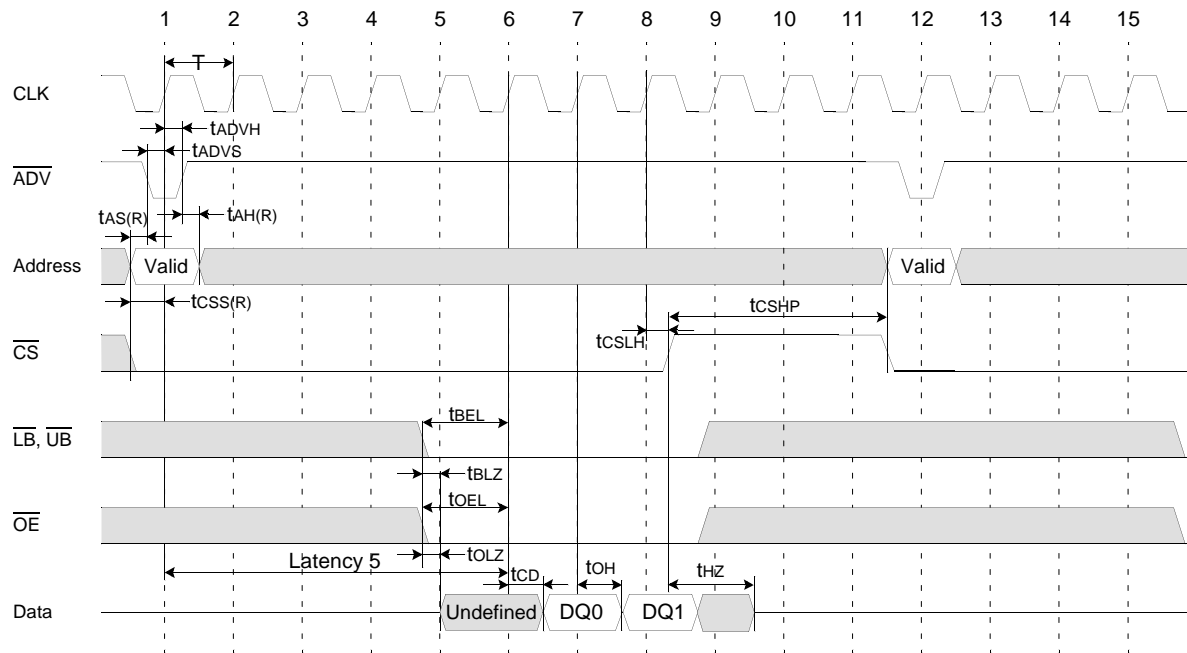 1 2 3 4 5 6 7 8 9 10 11 12 13 14 15
T
CLK
tADVH
tADVS
ADV
tAS(R) tAH(R)
Address Valid Valid
tCSS(R)
tCSHP
tCSLH
CS
tBEL
LB, UB
tBLZ
tOEL
OE
tOLZ
Latency 5
tCD tOH tHZ
Data Undefined DQ0 DQ1